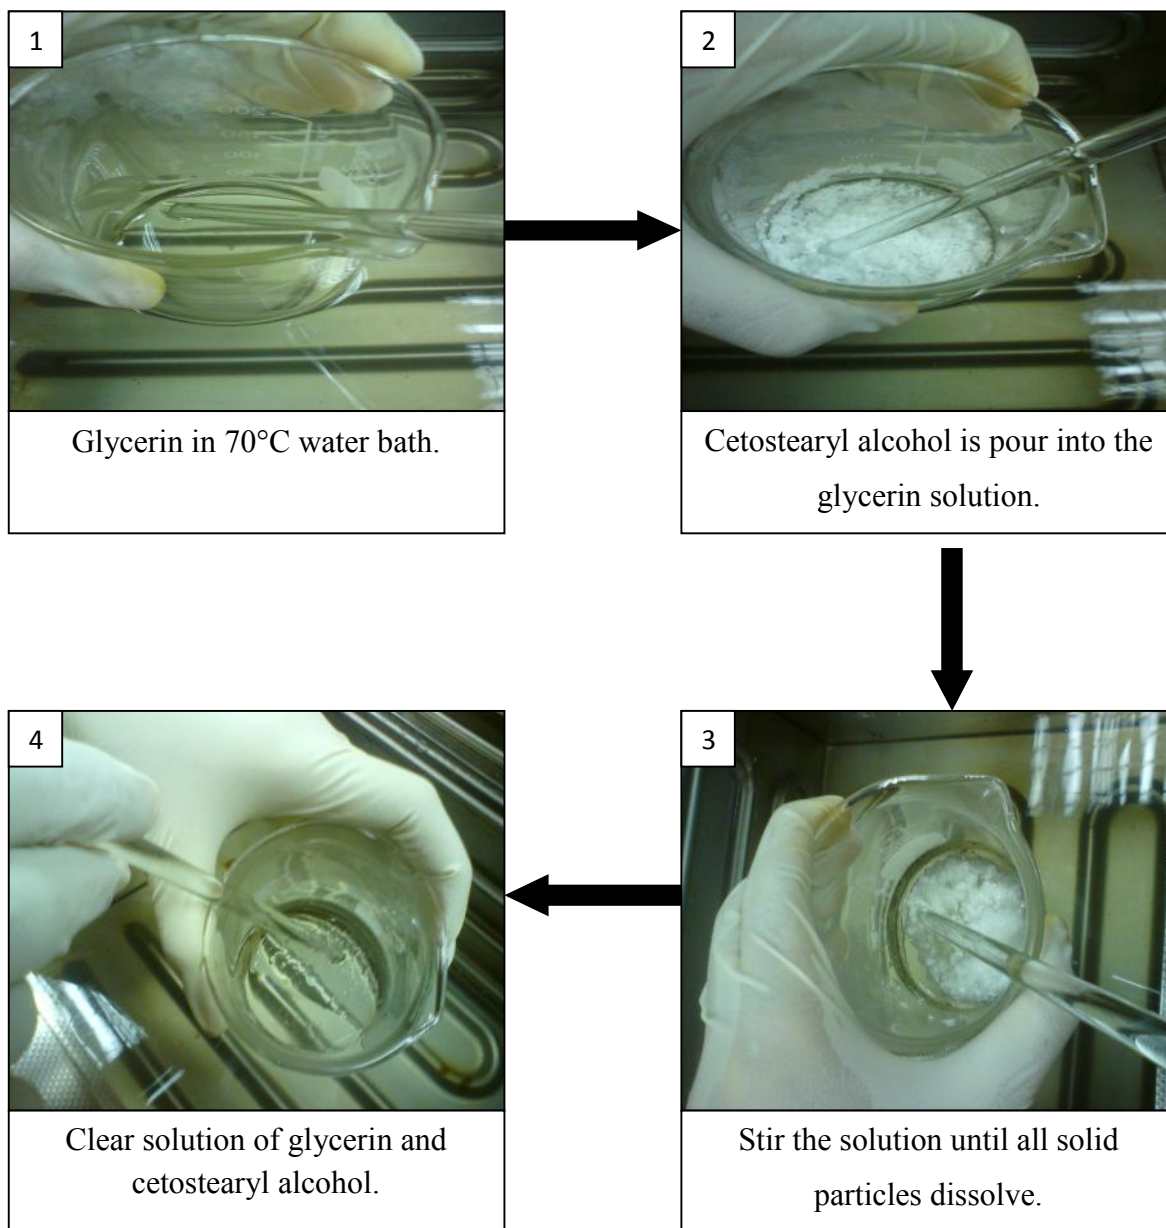 1
Glycerin in 70°C water bath.
2
Cetostearyl alcohol is pour into the
glycerin solution.
3
Stir the solution until all solid
particles dissolve.
4
Clear solution of glycerin and
cetostearyl alcohol.